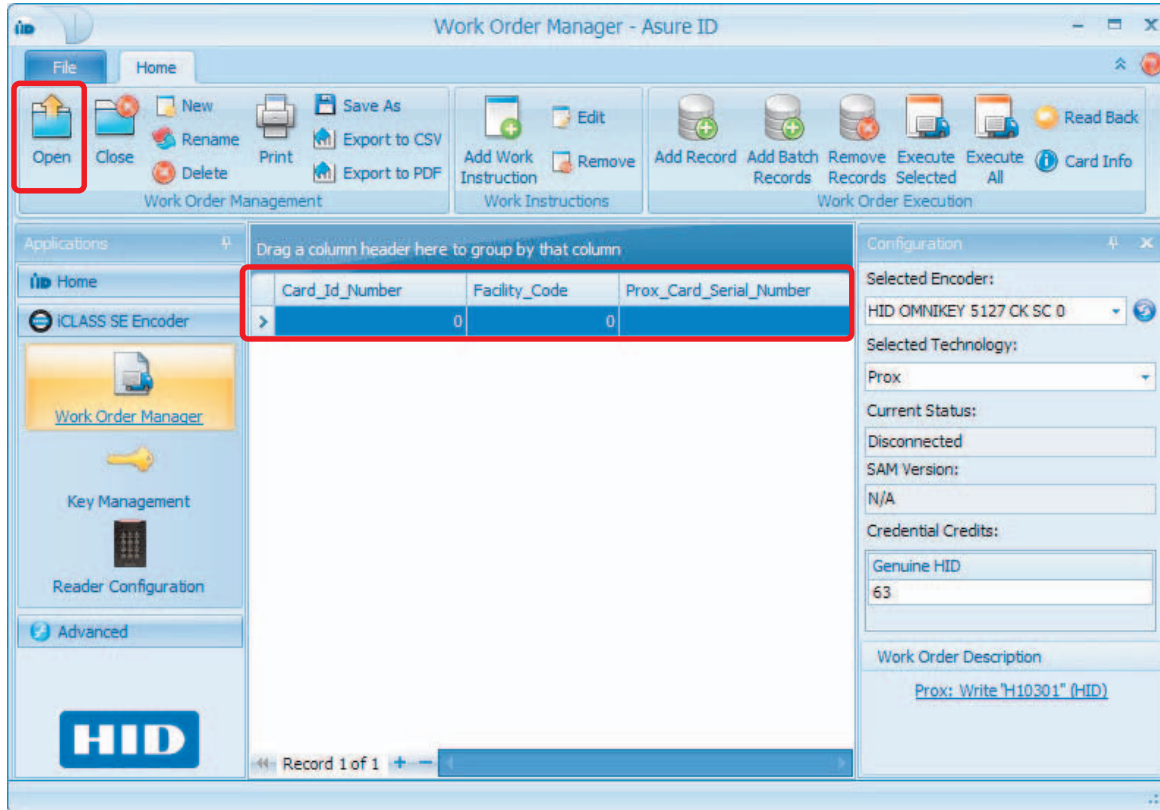 Work Order Manager - Asure ID
File
Home
Open
Close
New
Rename
Delete
Print
Save As
Export to CSV
Export to PDF
Work Order Management
Add Work Instruction
Edit
Remove
Work Instructions
Add Record
Add Batch Records
Remove Records
Execute Selected
Execute All
Read Back
Card Info
Work Order Execution
Applications
HID Home
iCLASS SE Encoder
Work Order Manager
Key Management
Reader Configuration
Advanced
HID
Drag a column header here to group by that column
Card_Id_Number Facility_Code Prox_Card_Serial_Number
0 0
Record 1 of 1
Configuration
Selected Encoder:
HID OMNIKEY 5127 CK SC 0
Selected Technology:
Prox
Current Status:
Disconnected
SAM Version:
N/A
Credential Credits:
Genuine HID
63
Work Order Description
Prox: Write "H10301" (HID)